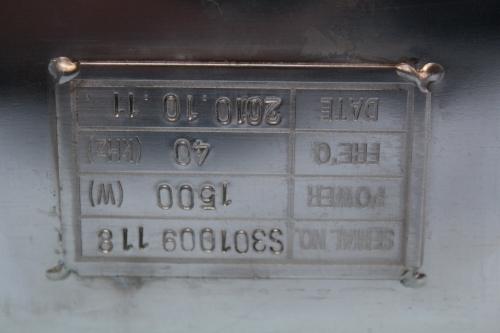 SERIAL NO. S301009 118
POWER 1500 (W)
FRE'Q. 40 (kHz)
DATE 2010.10.11